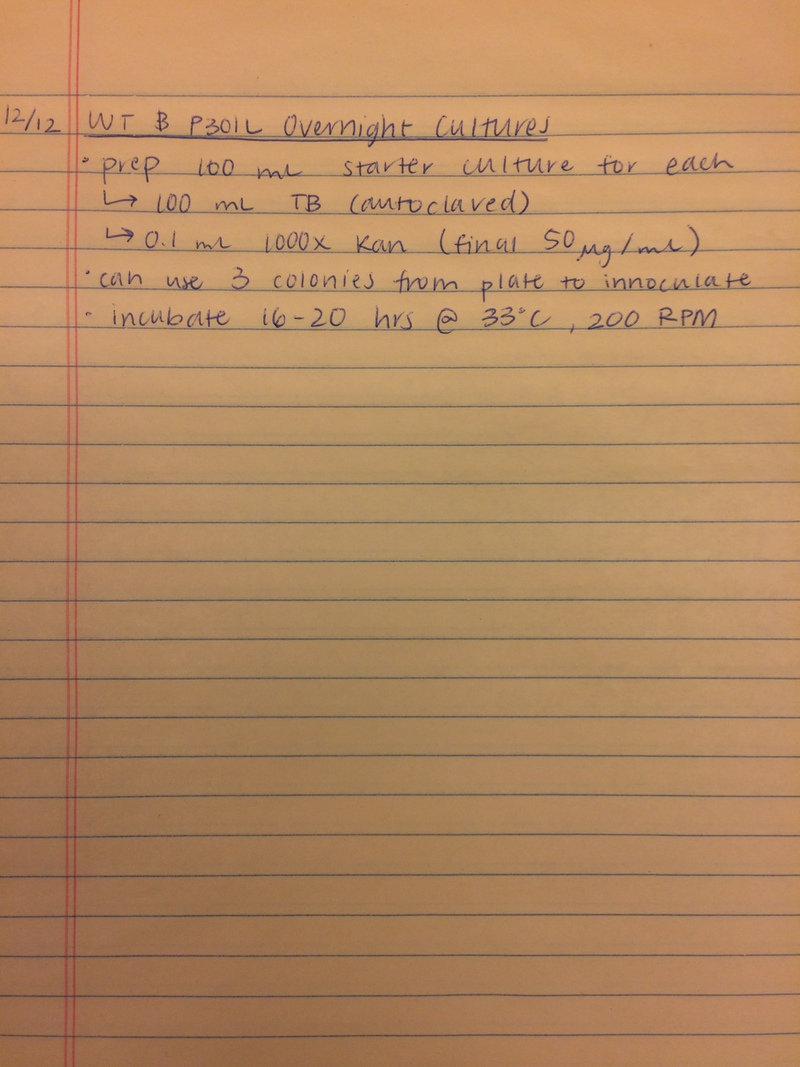 12/12 WT & P301L Overnight Cultures
• prep 100 mL starter culture for each
↳ 100 mL TB (autoclaved)
↳ 0.1 mL 1000x Kan (final 50 μg/mL)
• can use 3 colonies from plate to innoculate
• incubate 16-20 hrs @ 33°C, 200 RPM